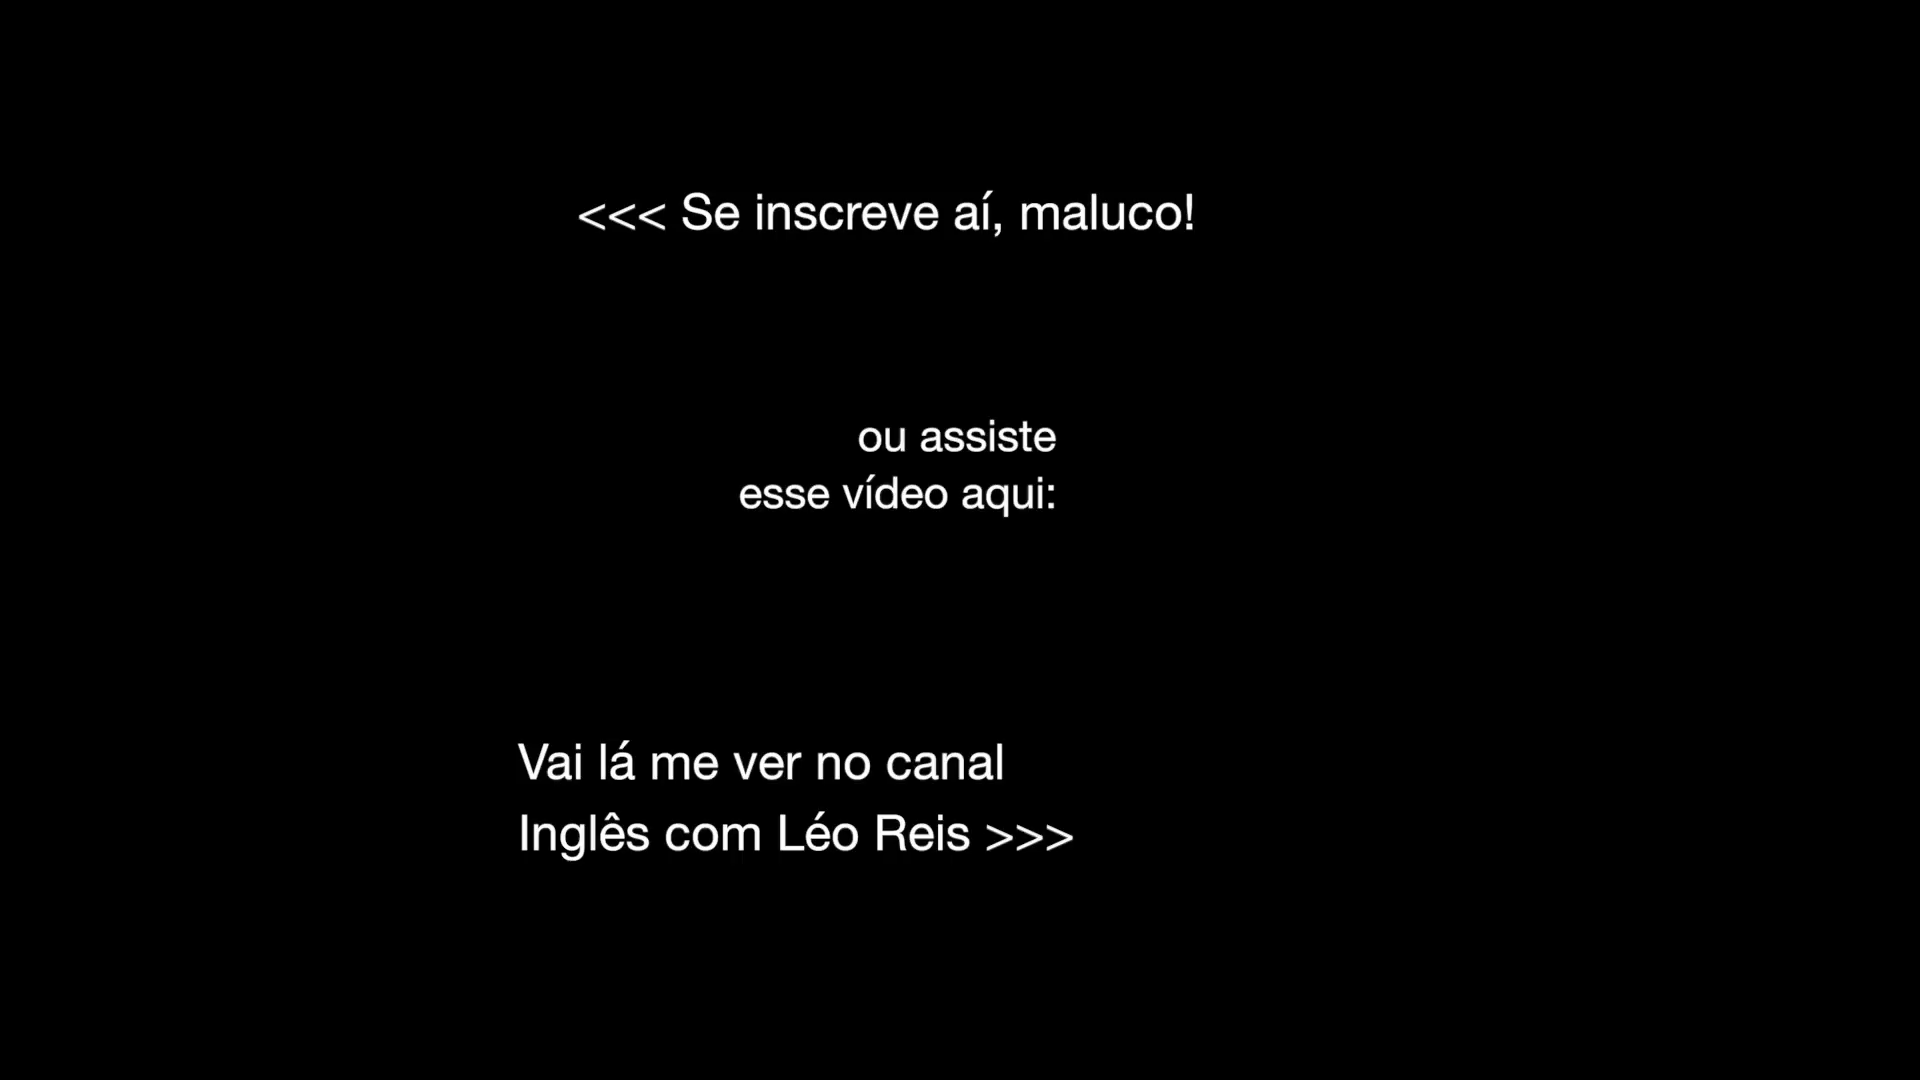 <<< Se inscreve aí, maluco!
ou assiste
esse vídeo aqui:
Vai lá me ver no canal
Inglês com Léo Reis >>>